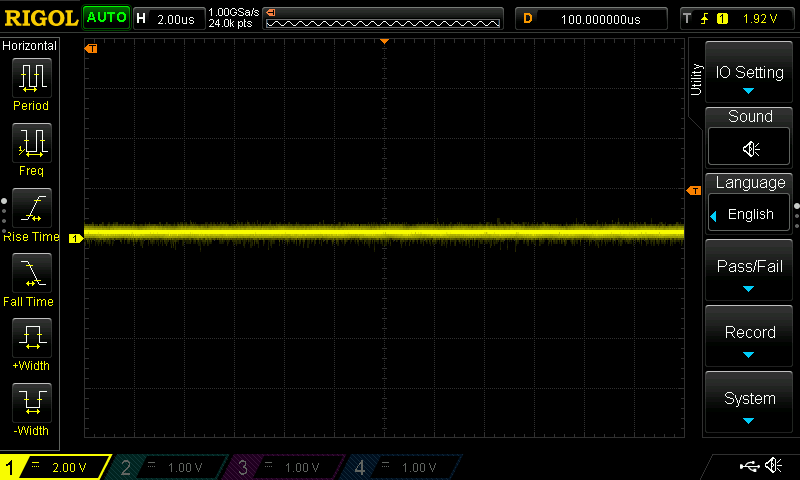 RIGOL AUTO H 2.00us 1.00GSa/s D 100.000000us T 1 1.92 V
24.0k pts
Horizontal
Period
Freq
Rise Time
Fall Time
+Width
-Width
T
T
1
Utility
IO Setting
Sound
Language
English
Pass/Fail
Record
System
1 2.00 V 2 1.00 V 3 1.00 V 4 1.00 V